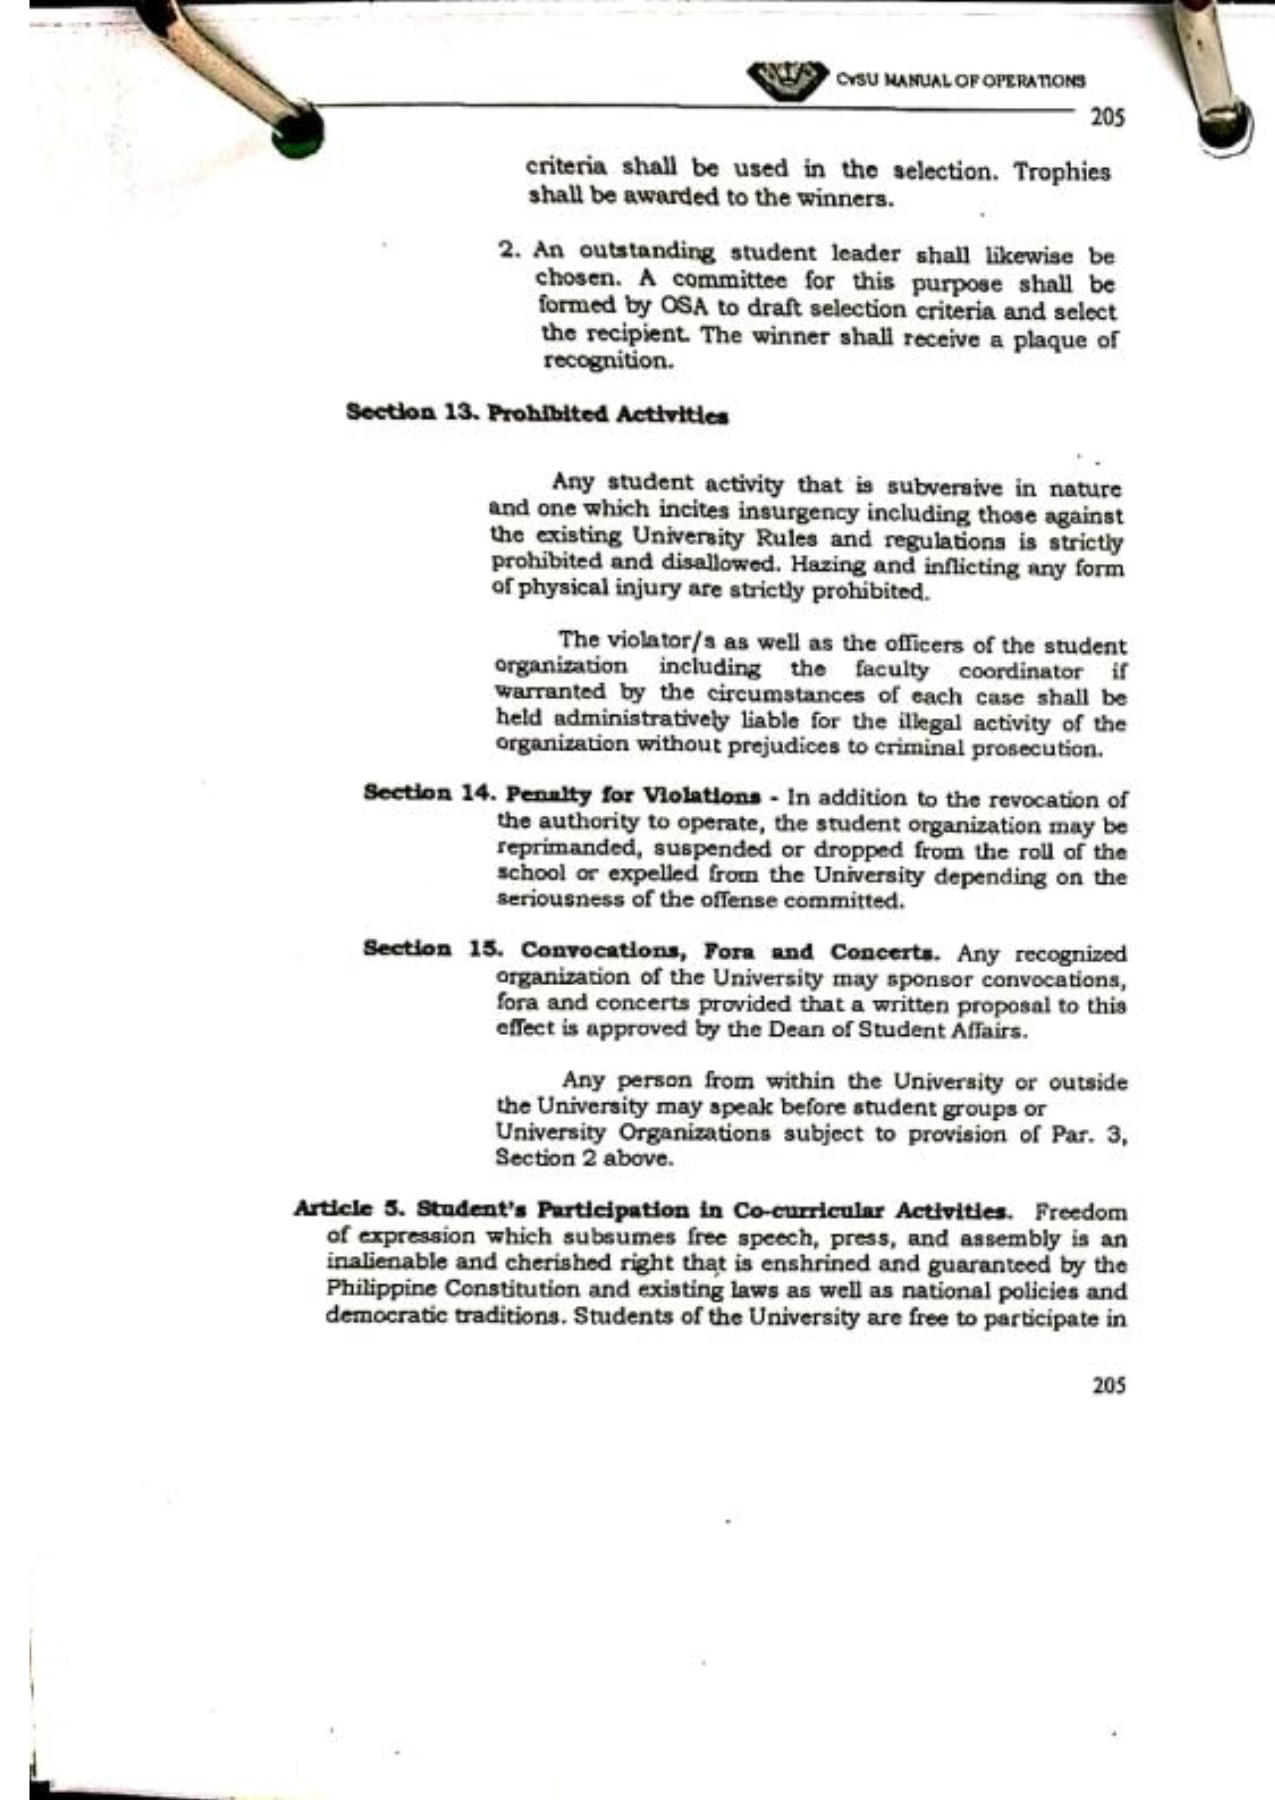 CvSU MANUAL OF OPERATIONS
205
criteria shall be used in the selection. Trophies
shall be awarded to the winners.
2. An outstanding student leader shall likewise be
chosen. A committee for this purpose shall be
formed by OSA to draft selection criteria and select
the recipient. The winner shall receive a plaque of
recognition.
Section 13. Prohibited Activities
Any student activity that is subversive in nature
and one which incites insurgency including those against
the existing University Rules and regulations is strictly
prohibited and disallowed. Hazing and inflicting any form
of physical injury are strictly prohibited.
The violator/s as well as the officers of the student
organization including the faculty coordinator if
warranted by the circumstances of each case shall be
held administratively liable for the illegal activity of the
organization without prejudices to criminal prosecution.
Section 14. Penalty for Violations - In addition to the revocation of
the authority to operate, the student organization may be
reprimanded, suspended or dropped from the roll of the
school or expelled from the University depending on the
seriousness of the offense committed.
Section 15. Convocations, Fora and Concerts. Any recognized
organization of the University may sponsor convocations,
fora and concerts provided that a written proposal to this
effect is approved by the Dean of Student Affairs.
Any person from within the University or outside
the University may speak before student groups or
University Organizations subject to provision of Par. 3,
Section 2 above.
Article 5. Student's Participation in Co-curricular Activities. Freedom
of expression which subsumes free speech, press, and assembly is an
inalienable and cherished right that is enshrined and guaranteed by the
Philippine Constitution and existing laws as well as national policies and
democratic traditions. Students of the University are free to participate in
205